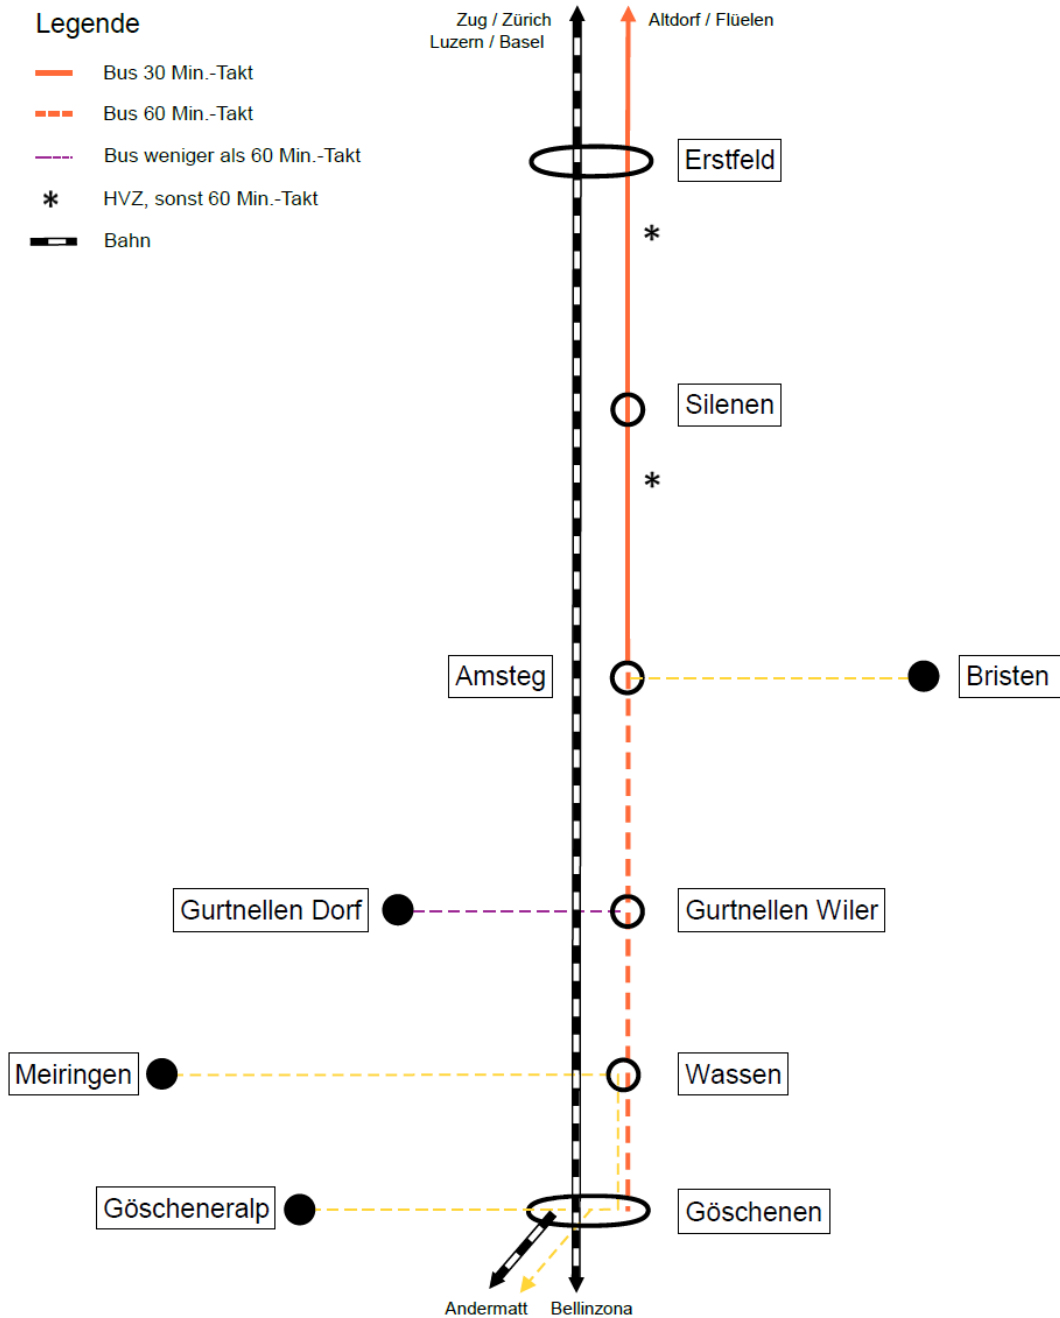 Legende
Bus 30 Min.-Takt
Bus 60 Min.-Takt
Bus weniger als 60 Min.-Takt
* HVZ, sonst 60 Min.-Takt
Bahn
Zug / Zürich
Luzern / Basel
Altdorf / Flüelen
Erstfeld
*
Silenen
*
Amsteg
Bristen
Gurtnellen Dorf
Gurtnellen Wiler
Meiringen
Wassen
Göscheneralp
Göschenen
Andermatt
Bellinzona